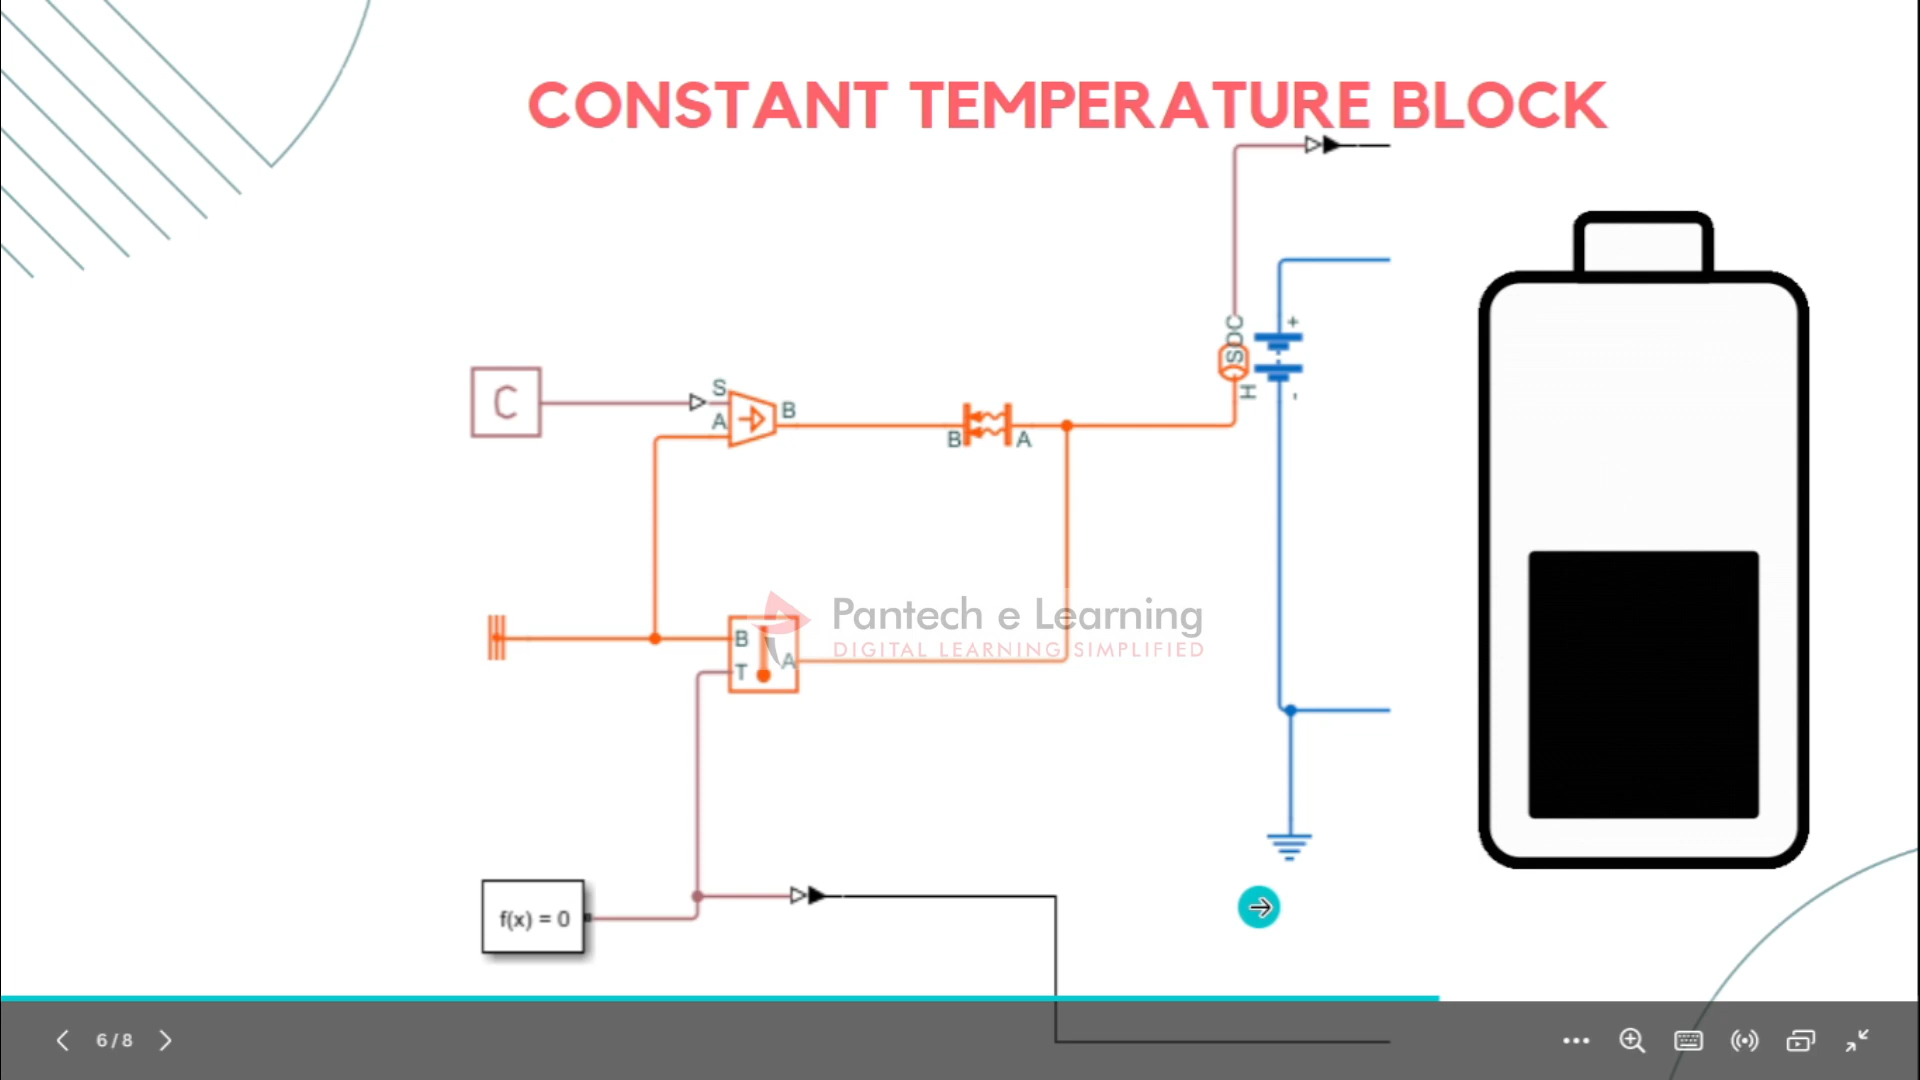 CONSTANT TEMPERATURE BLOCK
SOC
+
H
-
C
S
A
B
B
A
B
T
A
Pantech e Learning
DIGITAL LEARNING SIMPLIFIED
f(x) = 0
6 / 8